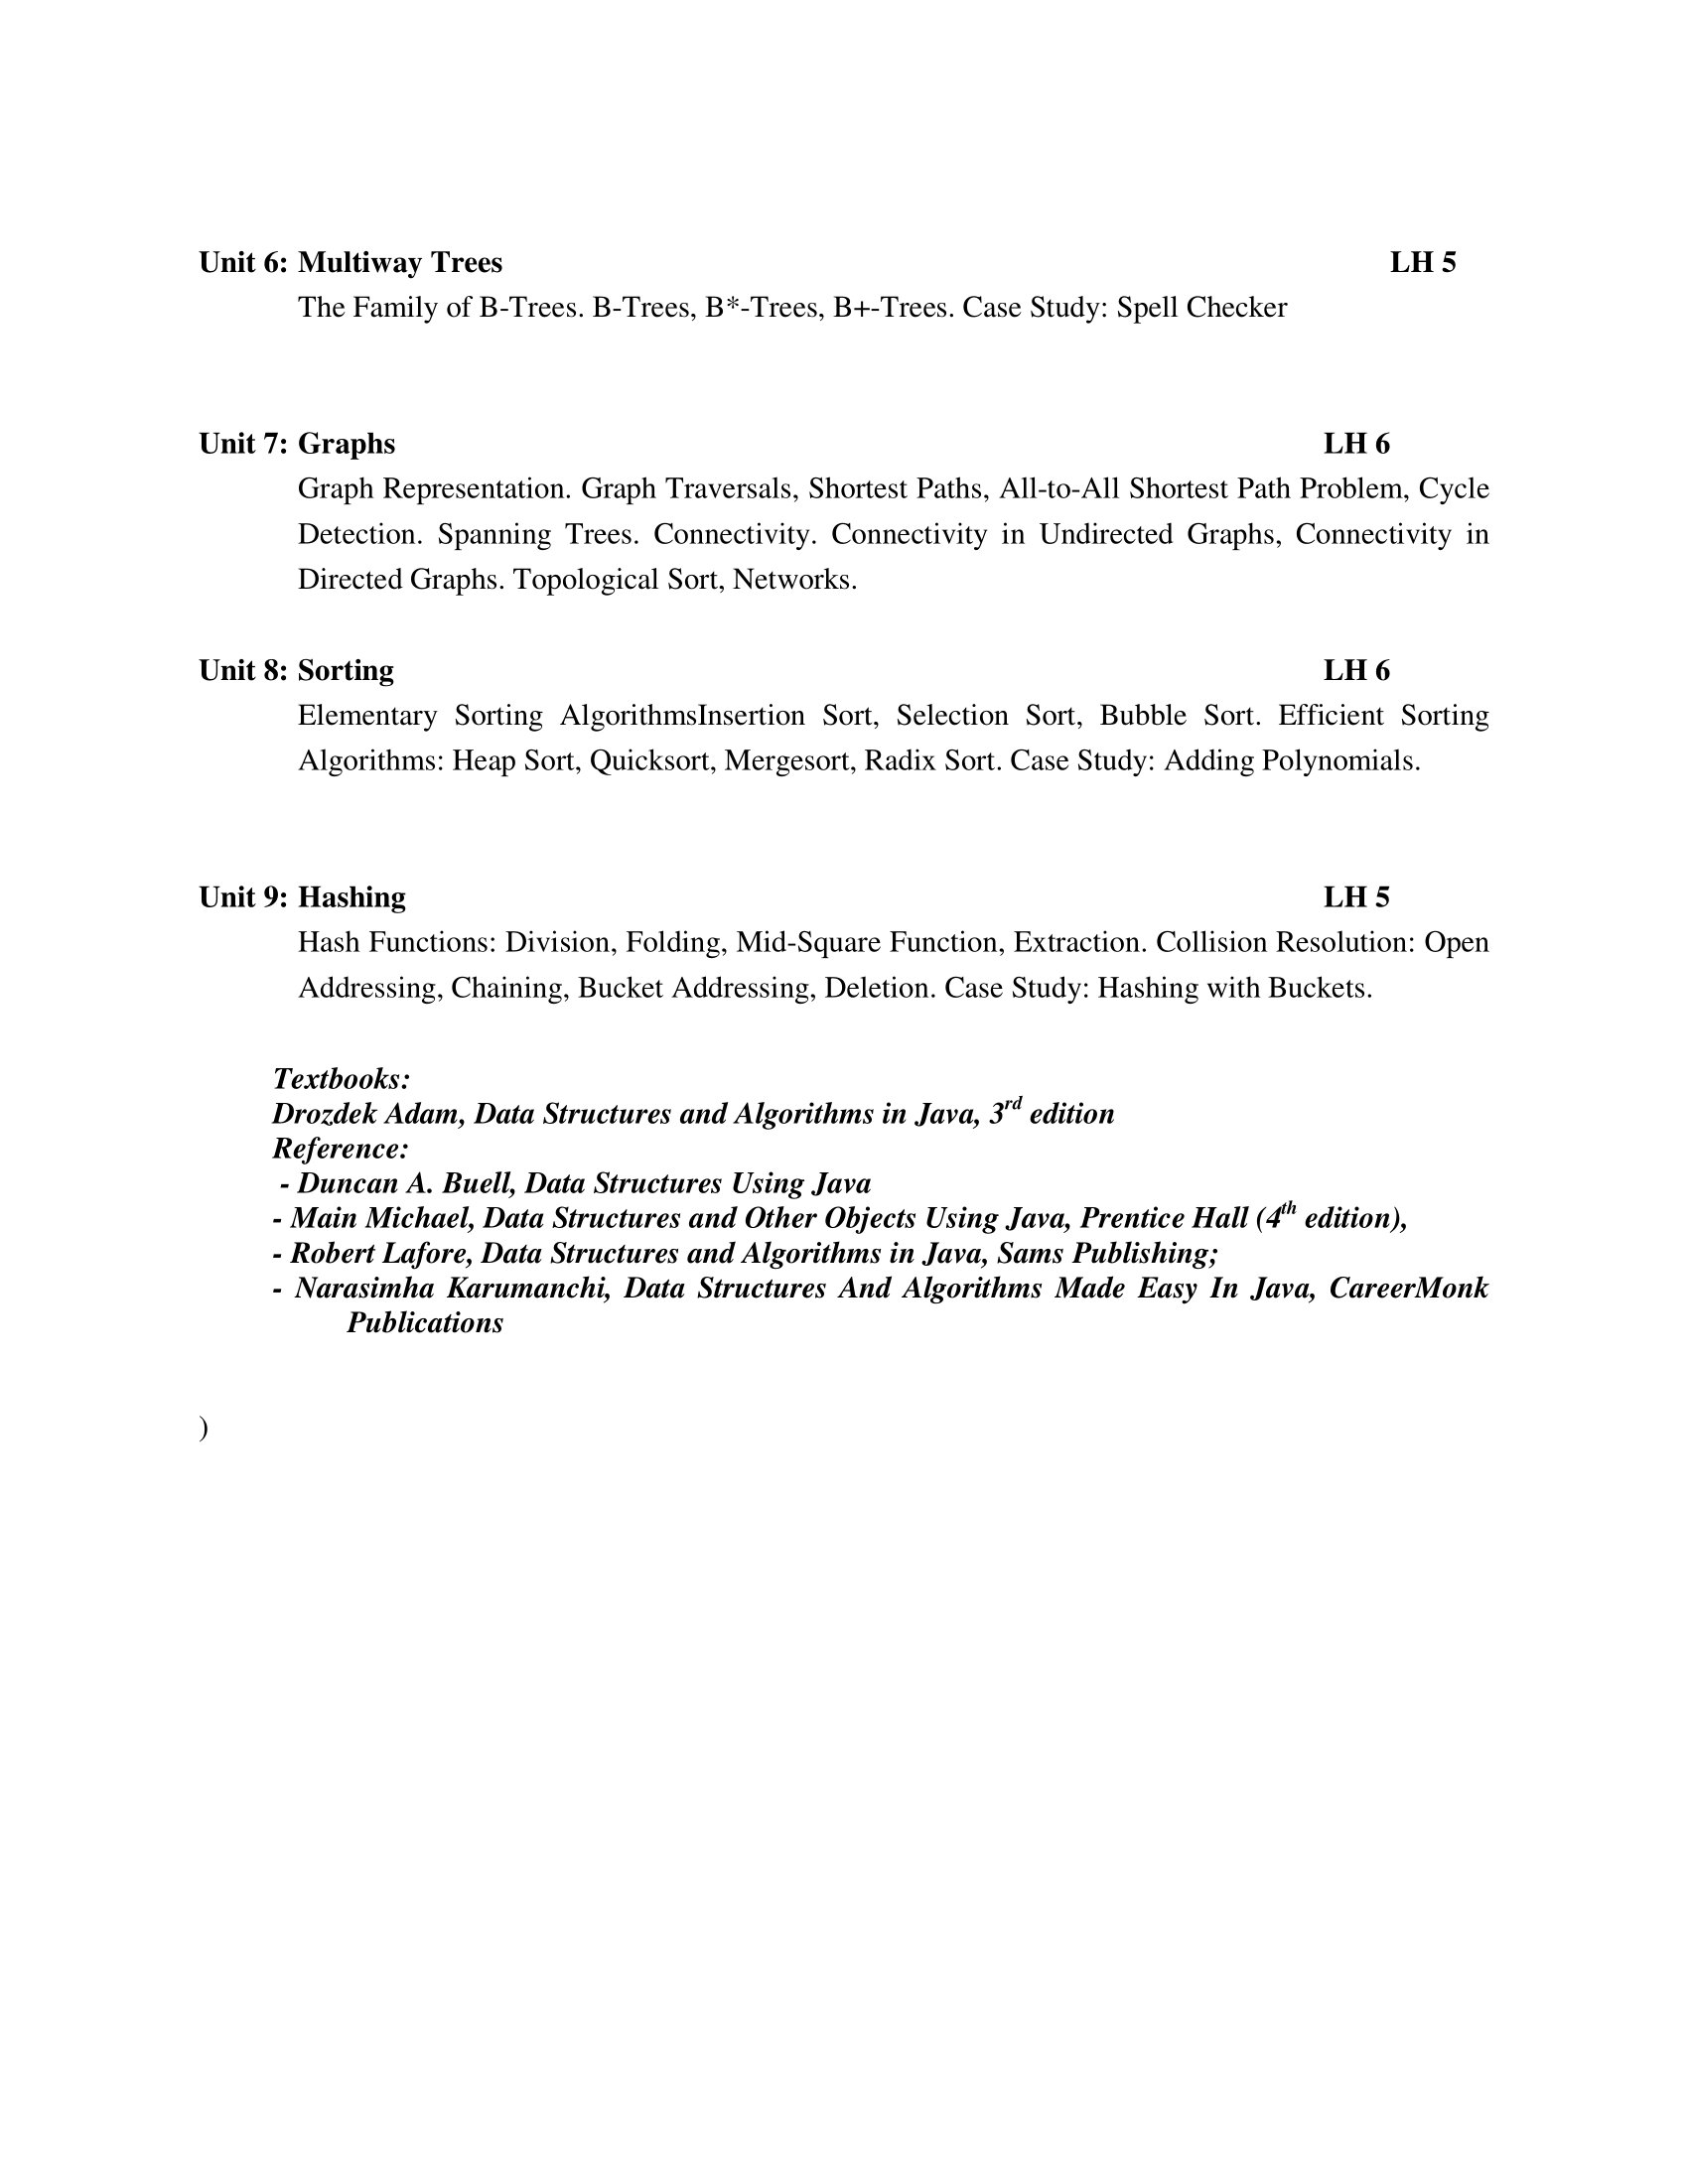 Unit 6: Multiway Trees LH 5
The Family of B-Trees. B-Trees, B*-Trees, B+-Trees. Case Study: Spell Checker
Unit 7: Graphs LH 6
Graph Representation. Graph Traversals, Shortest Paths, All-to-All Shortest Path Problem, Cycle
Detection. Spanning Trees. Connectivity. Connectivity in Undirected Graphs, Connectivity in
Directed Graphs. Topological Sort, Networks.
Unit 8: Sorting LH 6
Elementary Sorting AlgorithmsInsertion Sort, Selection Sort, Bubble Sort. Efficient Sorting
Algorithms: Heap Sort, Quicksort, Mergesort, Radix Sort. Case Study: Adding Polynomials.
Unit 9: Hashing LH 5
Hash Functions: Division, Folding, Mid-Square Function, Extraction. Collision Resolution: Open
Addressing, Chaining, Bucket Addressing, Deletion. Case Study: Hashing with Buckets.
Textbooks:
Drozdek Adam, Data Structures and Algorithms in Java, 3rd edition
Reference:
- Duncan A. Buell, Data Structures Using Java
- Main Michael, Data Structures and Other Objects Using Java, Prentice Hall (4th edition),
- Robert Lafore, Data Structures and Algorithms in Java, Sams Publishing;
- Narasimha Karumanchi, Data Structures And Algorithms Made Easy In Java, CareerMonk
Publications
)